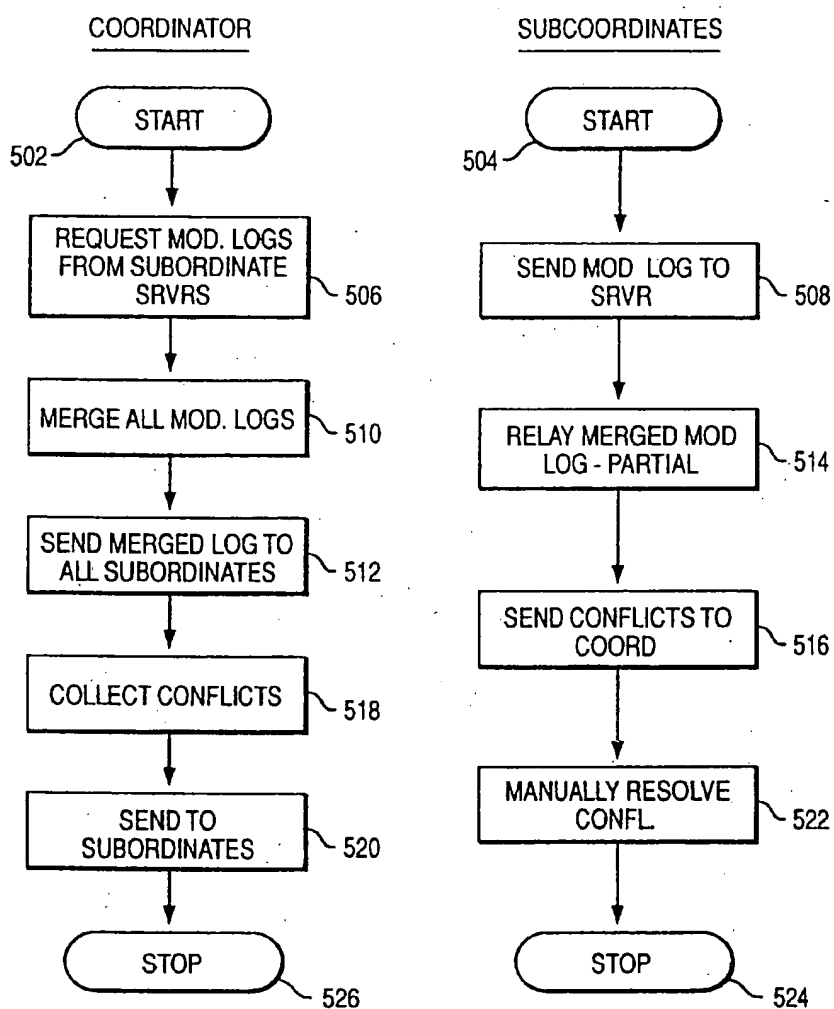 COORDINATOR
START
502
REQUEST MOD. LOGS
FROM SUBORDINATE
SRVRS
506
MERGE ALL MOD. LOGS
510
SEND MERGED LOG TO
ALL SUBORDINATES
512
COLLECT CONFLICTS
518
SEND TO
SUBORDINATES
520
STOP
526
SUBCOORDINATES
START
504
SEND MOD LOG TO
SRVR
508
RELAY MERGED MOD
LOG - PARTIAL
514
SEND CONFLICTS TO
COORD
516
MANUALLY RESOLVE
CONFL.
522
STOP
524